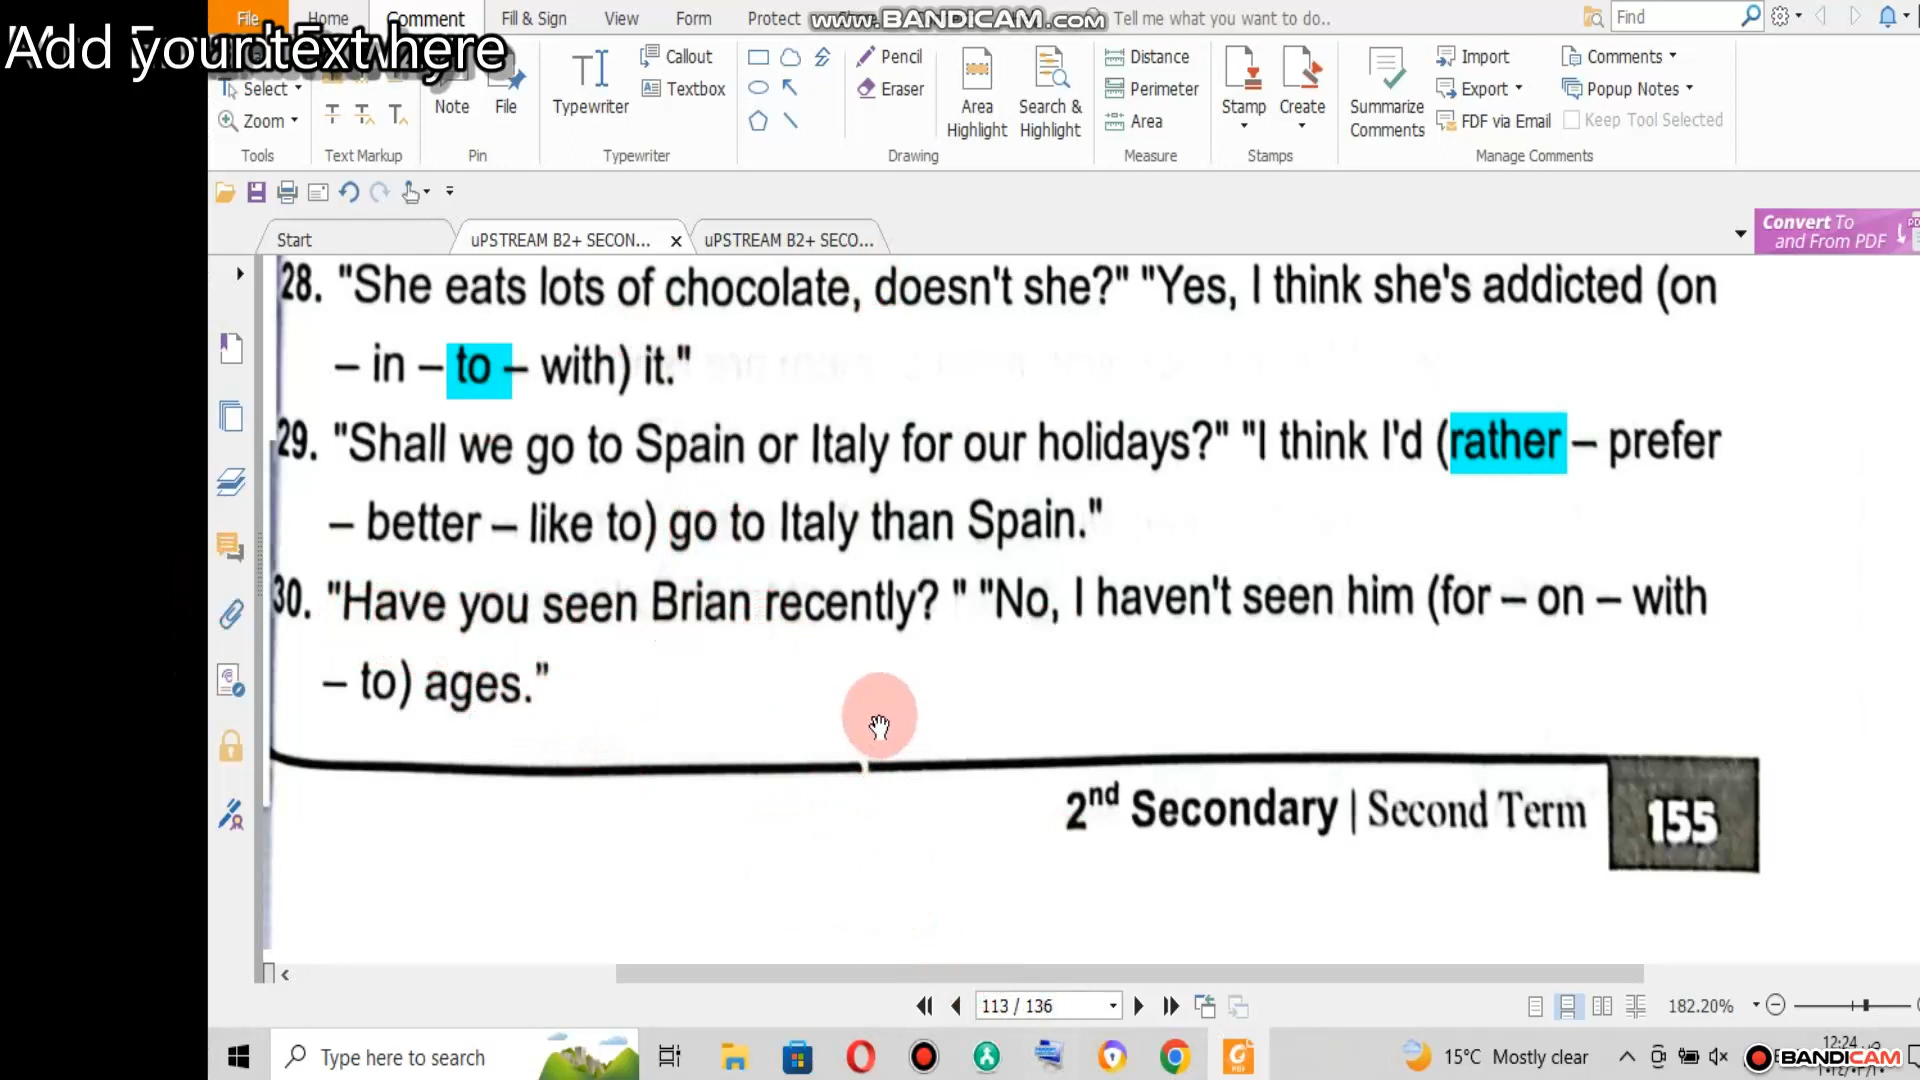 File Home Comment Fill & Sign View Form Protect www.BANDICAM.com Tell me what you want to do.. Find
Add your text here
Select Zoom Tools
Text Markup
Note File Pin
Typewriter Callout Textbox Typewriter
Pencil Eraser Area Highlight Search & Highlight Drawing
Distance Perimeter Area Measure
Stamp Create Stamps
Summarize Comments Import Export FDF via Email Comments Popup Notes Keep Tool Selected Manage Comments
Start uPSTREAM B2+ SECON... uPSTREAM B2+ SECO...
Convert To
and From PDF
28. "She eats lots of chocolate, doesn't she?" "Yes, I think she's addicted (on
– in – to – with) it."
29. "Shall we go to Spain or Italy for our holidays?" "I think I'd (rather – prefer
– better – like to) go to Italy than Spain."
30. "Have you seen Brian recently? " "No, I haven't seen him (for – on – with
– to) ages."
2nd Secondary | Second Term 155
113 / 136 182.20%
Type here to search 15°C Mostly clear 12:24
BANDICAM